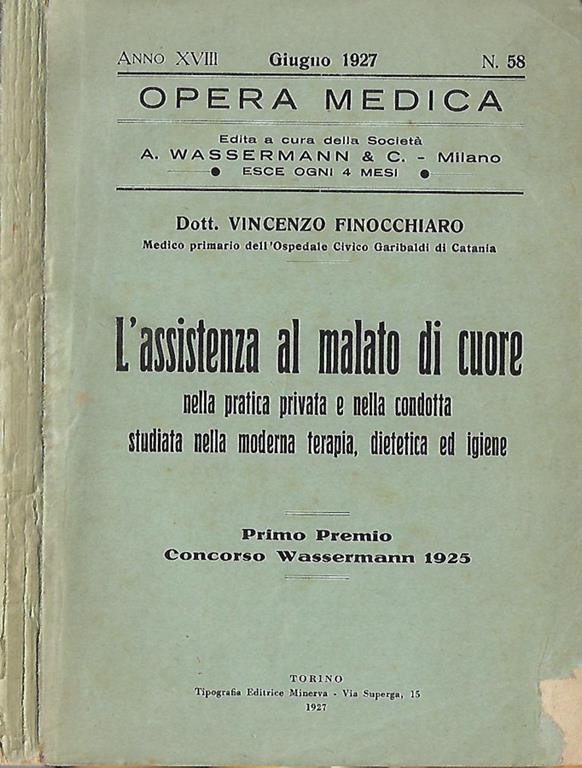 ANNO XVIII Giugno 1927 N. 58
OPERA MEDICA
Edita a cura della Società
A. WASSERMANN & C. - Milano
ESCE OGNI 4 MESI
Dott. VINCENZO FINOCCHIARO
Medico primario dell'Ospedale Civico Garibaldi di Catania
L'assistenza al malato di cuore
nella pratica privata e nella condotta
studiata nella moderna terapia, dietetica ed igiene
Primo Premio
Concorso Wassermann 1925
TORINO
Tipografia Editrice Minerva - Via Superga, 15
1927